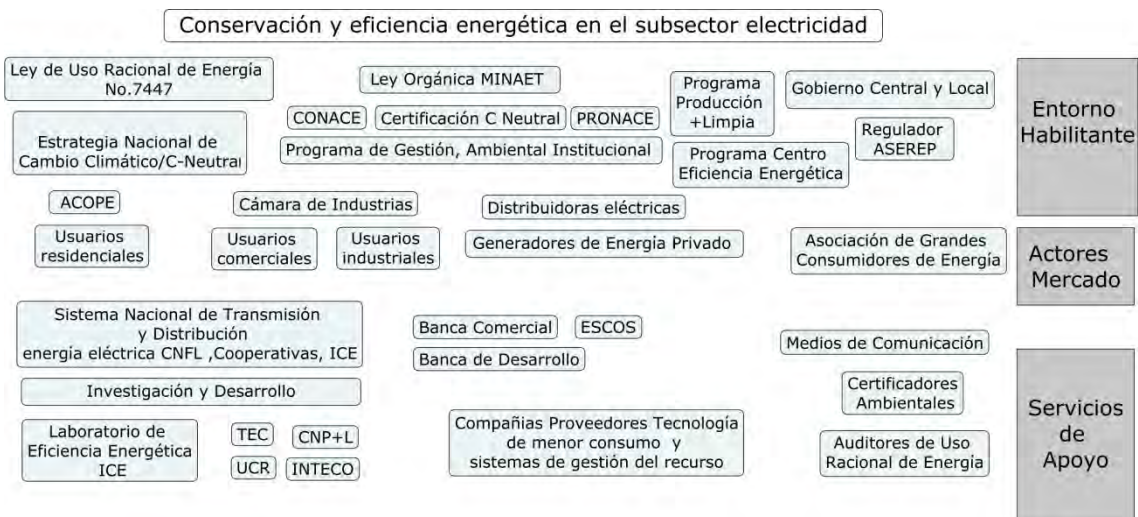 Conservación y eficiencia energética en el subsector electricidad
Ley de Uso Racional de Energía
No.7447
Ley Orgánica MINAET
Programa
Producción
+Limpia
Gobierno Central y Local
Entorno
Habilitante
CONACE
Certificación C Neutral
PRONACE
Estrategia Nacional de
Cambio Climático/C-Neutral
Programa de Gestión, Ambiental Institucional
Programa Centro
Eficiencia Energética
Regulador
ASEREP
ACOPE
Cámara de Industrias
Distribuidoras eléctricas
Usuarios
residenciales
Usuarios
comerciales
Usuarios
industriales
Generadores de Energía Privado
Asociación de Grandes
Consumidores de Energía
Actores
Mercado
Sistema Nacional de Transmisión
y Distribución
energía eléctrica CNFL ,Cooperativas, ICE
Banca Comercial
ESCOS
Banca de Desarrollo
Medios de Comunicación
Investigación y Desarrollo
Certificadores
Ambientales
Servicios
de
Apoyo
Laboratorio de
Eficiencia Energética
ICE
TEC
CNP+L
UCR
INTECO
Compañias Proveedores Tecnología
de menor consumo y
sistemas de gestión del recurso
Auditores de Uso
Racional de Energía